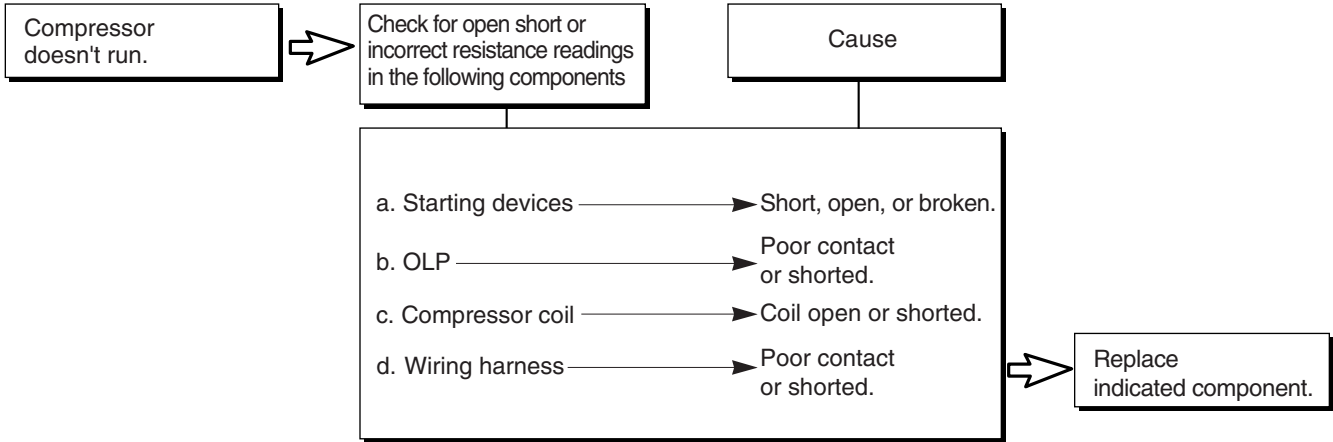 Compressor
doesn't run.
Check for open short or
incorrect resistance readings
in the following components
Cause
a. Starting devices
Short, open, or broken.
b. OLP
Poor contact
or shorted.
c. Compressor coil
Coil open or shorted.
d. Wiring harness
Poor contact
or shorted.
Replace
indicated component.